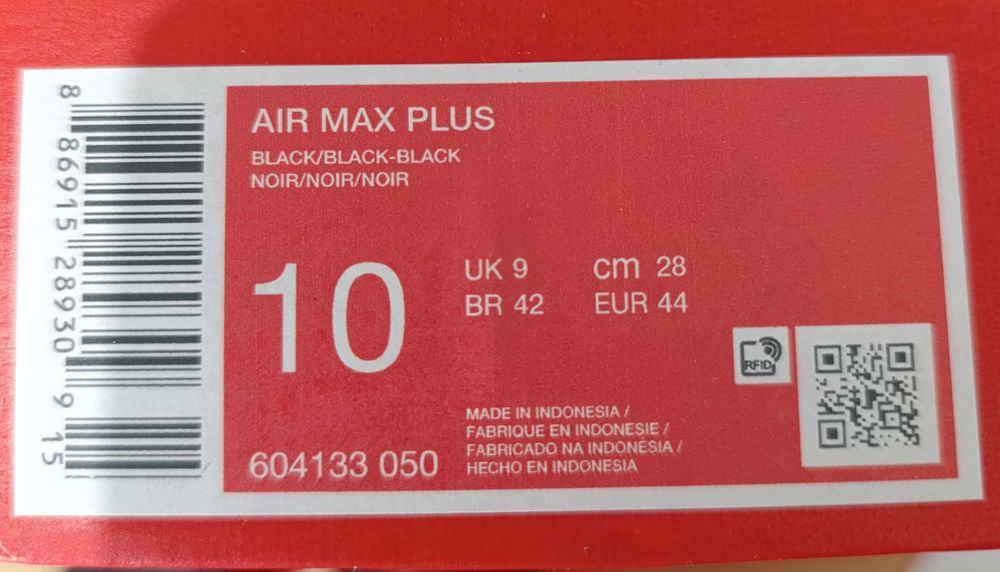 AIR MAX PLUS
BLACK/BLACK-BLACK
NOIR/NOIR/NOIR
10
UK 9 cm 28
BR 42 EUR 44
RFID
MADE IN INDONESIA /
FABRIQUE EN INDONESIE /
FABRICADO NA INDONÉSIA /
HECHO EN INDONESIA
604133 050
8 86915 28930 9 15